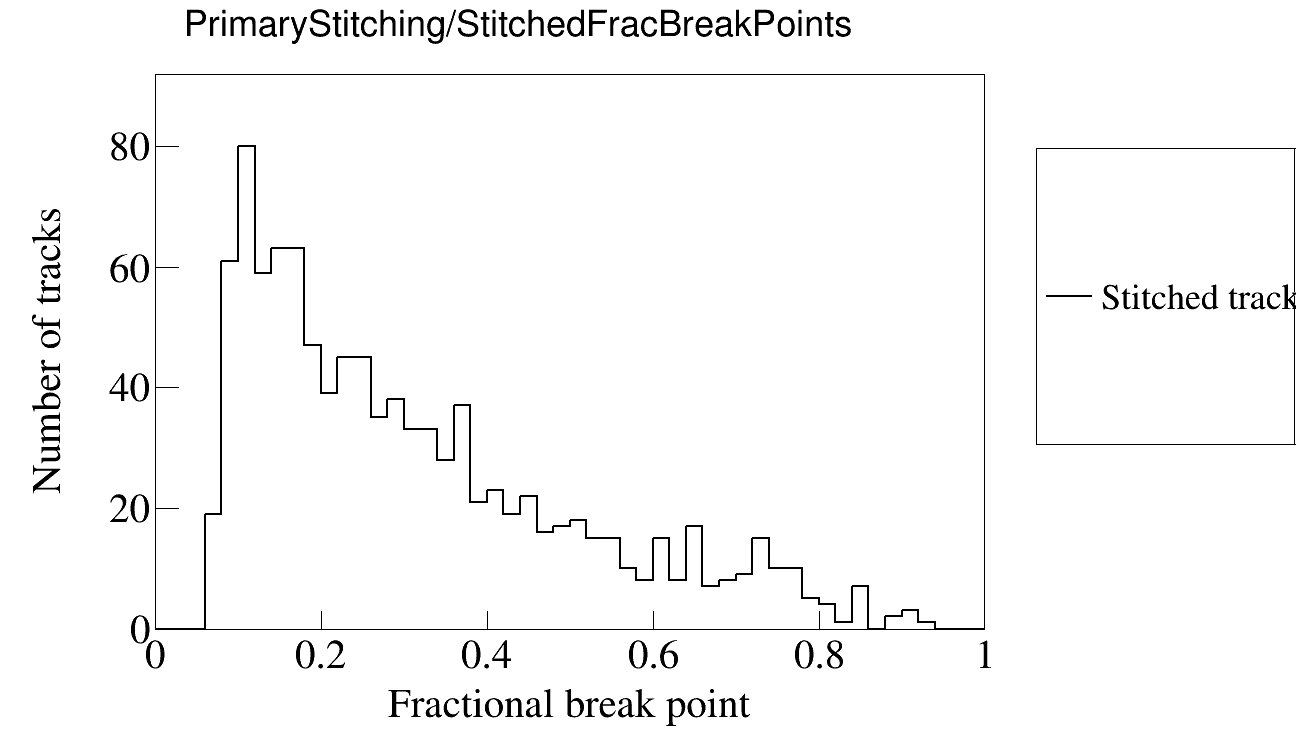 PrimaryStitching/StitchedFracBreakPoints
Number of tracks
80
60
40
20
0
0 0.2 0.4 0.6 0.8 1
Fractional break point
Stitched track